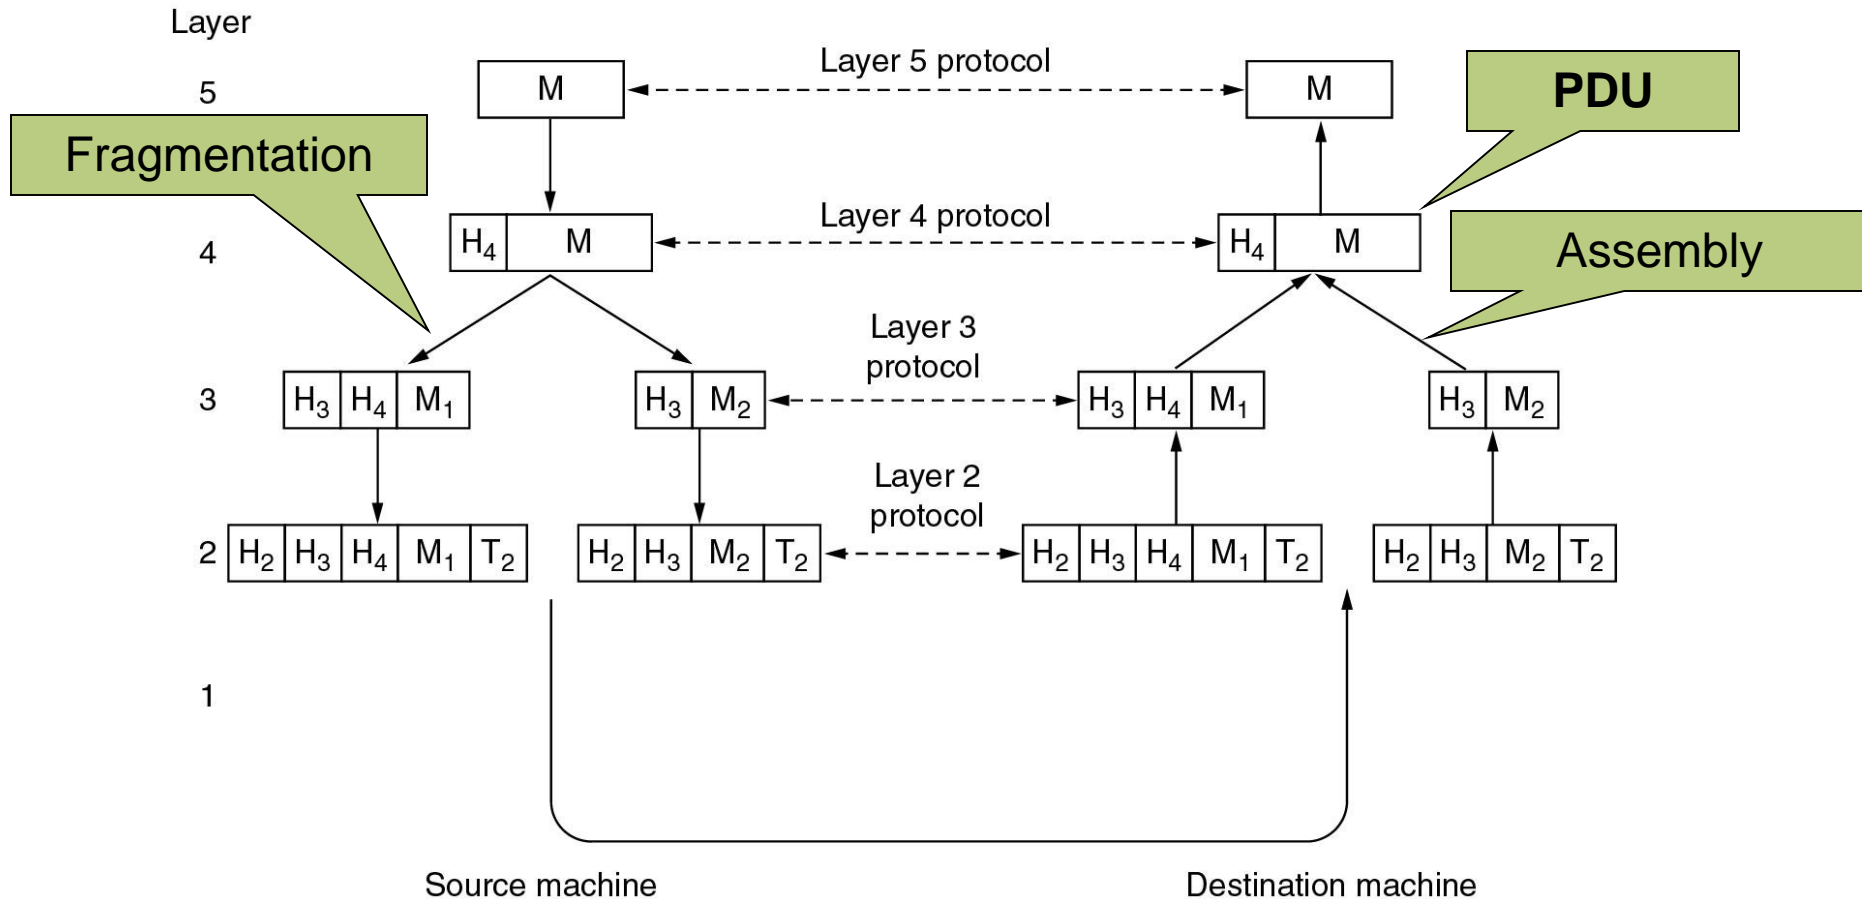 Layer
5 M Layer 5 protocol M PDU
Fragmentation
4 H4 M Layer 4 protocol H4 M
Assembly
Layer 3
protocol
3 H3 H4 M1 H3 M2 H3 H4 M1 H3 M2
Layer 2
protocol
2 H2 H3 H4 M1 T2 H2 H3 M2 T2 H2 H3 H4 M1 T2 H2 H3 M2 T2
1
Source machine Destination machine